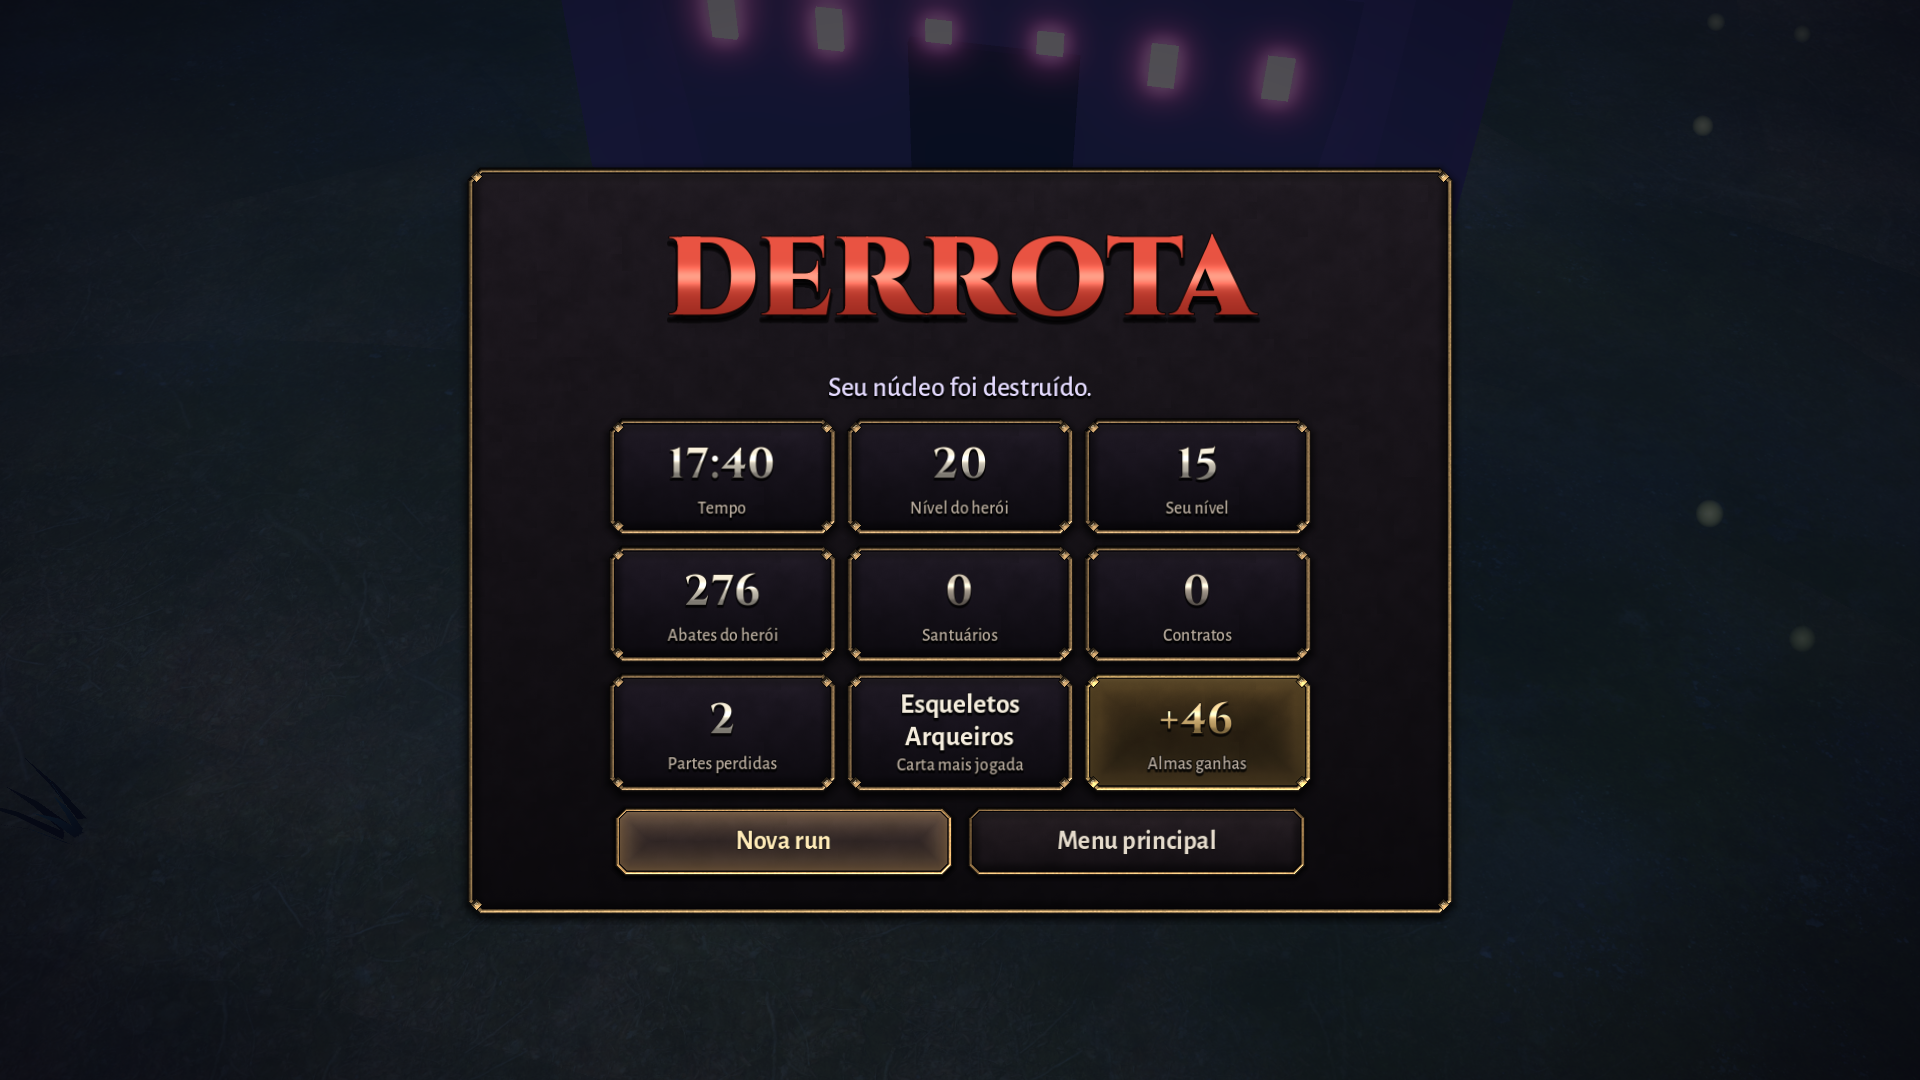 DERROTA
Seu núcleo foi destruído.
17:40
Tempo
20
Nível do herói
15
Seu nível
276
Abates do herói
0
Santuários
0
Contratos
2
Partes perdidas
Esqueletos
Arqueiros
Carta mais jogada
+46
Almas ganhas
Nova run
Menu principal